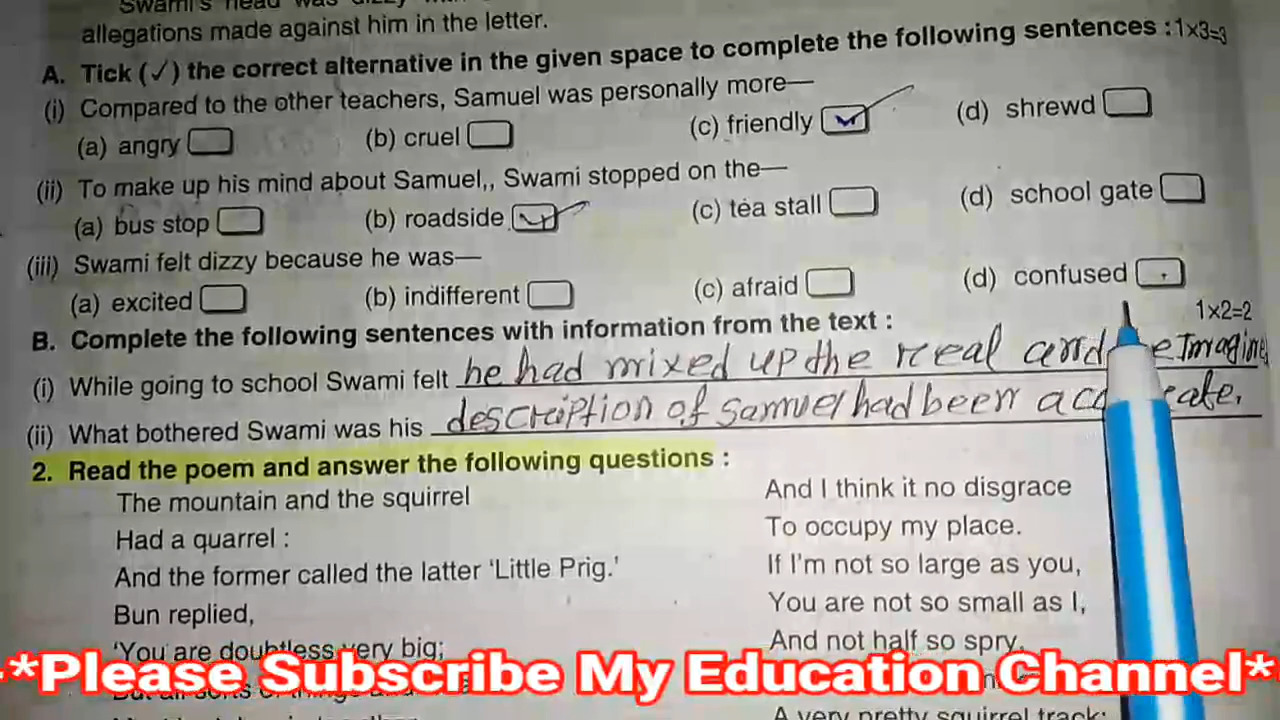 Swami's head was dizzy
allegations made against him in the letter.
A. Tick (✓) the correct alternative in the given space to complete the following sentences : 1×3=3
(i) Compared to the other teachers, Samuel was personally more—
(a) angry (b) cruel (c) friendly (d) shrewd
(ii) To make up his mind about Samuel,, Swami stopped on the—
(a) bus stop (b) roadside (c) tea stall (d) school gate
(iii) Swami felt dizzy because he was—
(a) excited (b) indifferent (c) afraid (d) confused
B. Complete the following sentences with information from the text : 1×2=2
(i) While going to school Swami felt he had mixed up the real and
(ii) What bothered Swami was his description of Samuel had been
2. Read the poem and answer the following questions :
The mountain and the squirrel
Had a quarrel :
And the former called the latter 'Little Prig.'
Bun replied,
'You are doubtless very big;
And I think it no disgrace
To occupy my place.
If I'm not so large as you,
You are not so small as I,
And not half so spry.
A very pretty squirrel track;
*Please Subscribe My Education Channel*